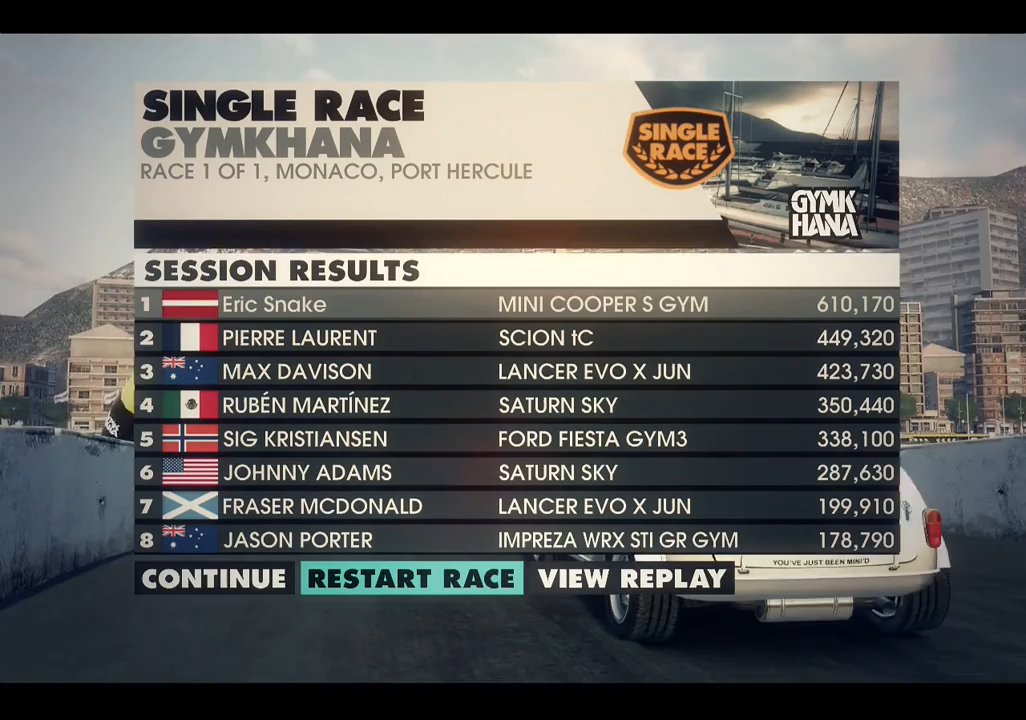 SINGLE RACE
GYMKHANA
RACE 1 OF 1, MONACO, PORT HERCULE
SINGLE
RACE
GYMK
HANA
SESSION RESULTS
1 Eric Snake MINI COOPER S GYM 610,170
2 PIERRE LAURENT SCION tC 449,320
3 MAX DAVISON LANCER EVO X JUN 423,730
4 RUBÉN MARTÍNEZ SATURN SKY 350,440
5 SIG KRISTIANSEN FORD FIESTA GYM3 338,100
6 JOHNNY ADAMS SATURN SKY 287,630
7 FRASER MCDONALD LANCER EVO X JUN 199,910
8 JASON PORTER IMPREZA WRX STI GR GYM 178,790
YOU'VE JUST BEEN MINI'D
CONTINUE RESTART RACE VIEW REPLAY